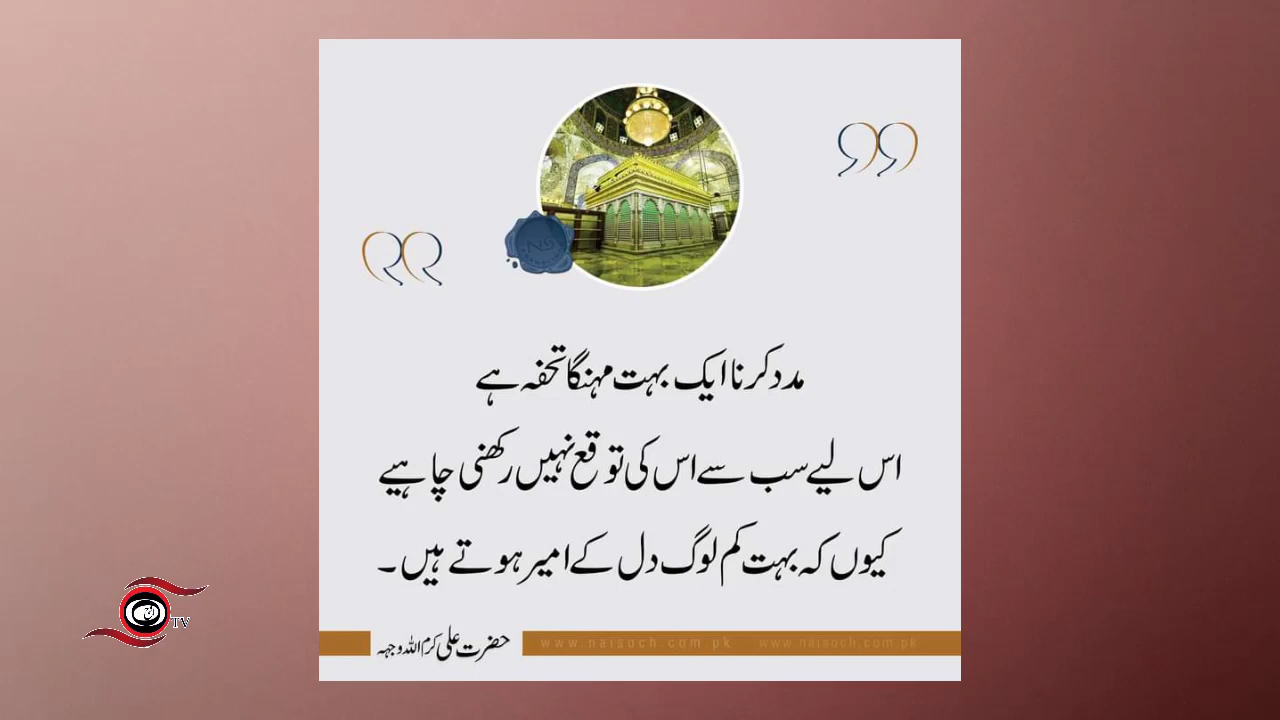 مدد کرنا ایک بہت مہنگا تحفہ ہے
اس لیے سب سے اس کی توقع نہیں رکھنی چاہیے
کیوں کہ بہت کم لوگ دل کے امیر ہوتے ہیں ۔
حضرت علی کرم اللہ وجہہ
www.naisoch.com.pk www.naisoch.com.pk
TV